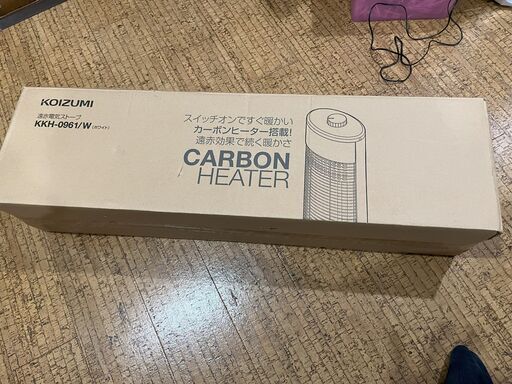 KOIZUMI
遠赤電気ストーブ
KKH-0961/W (ホワイト)
スイッチオンですぐ暖かい
カーボンヒーター搭載!
遠赤効果で続く暖かさ
CARBON
HEATER